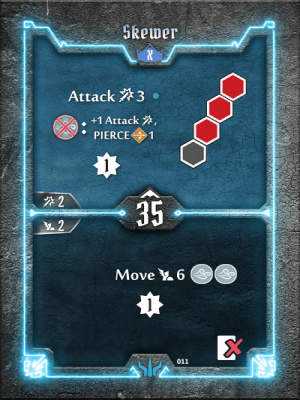 Skewer
X
Attack 3
+1 Attack ,
PIERCE 1
1
2
35
2
Move 6
1
011